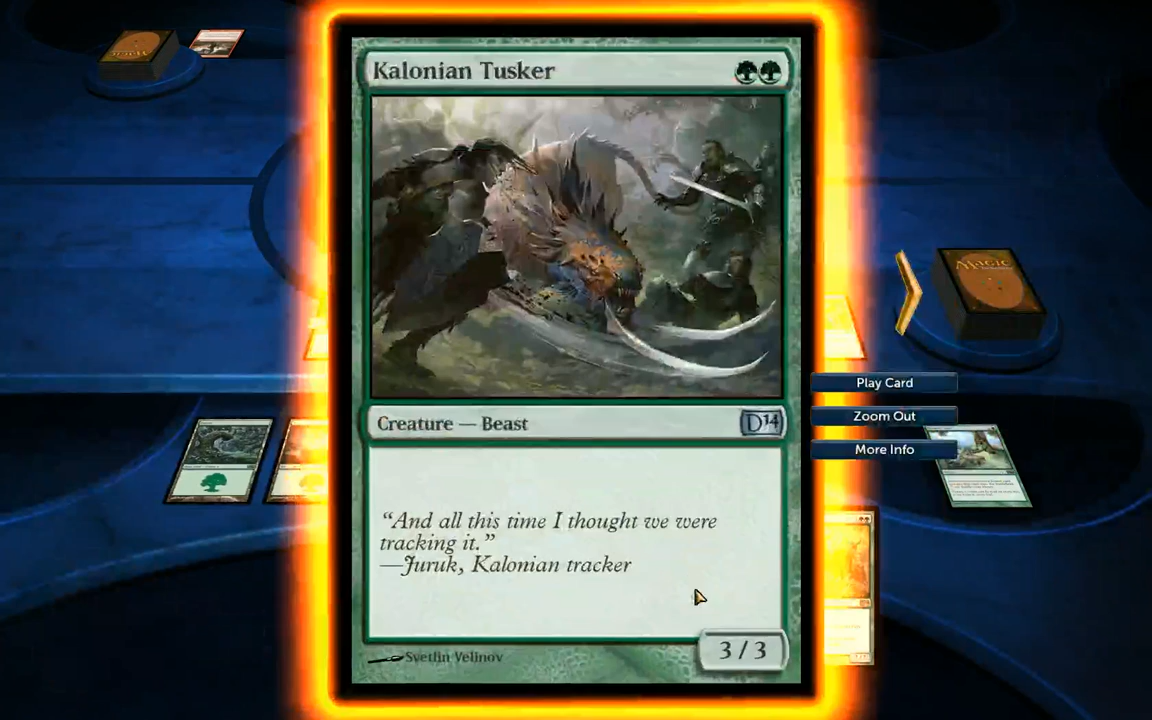 Kalonian Tusker
MAGIC
Play Card
Zoom Out
Creature — Beast
D14
More Info
“And all this time I thought we were
tracking it.”
—Juruk, Kalonian tracker
3 / 3
Svetlin Velinov